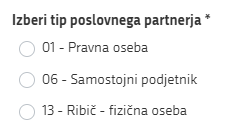 Izberi tip poslovnega partnerja *
01 - Pravna oseba
06 - Samostojni podjetnik
13 - Ribič - fizična oseba